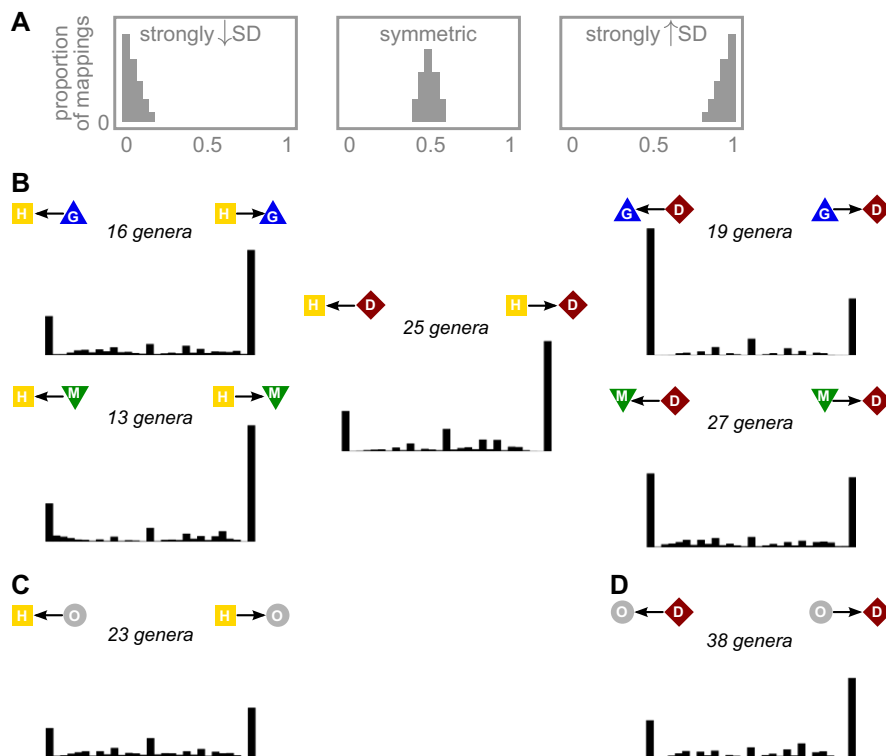 A
strongly ↓SD
symmetric
strongly ↑SD
proportion
of mappings
0
0 0.5 1
0 0.5 1
0 0.5 1
B
H G H G
16 genera
G D G D
19 genera
H D H D
25 genera
H M H M
13 genera
M D M D
27 genera
C
H O H O
23 genera
D
O D O D
38 genera